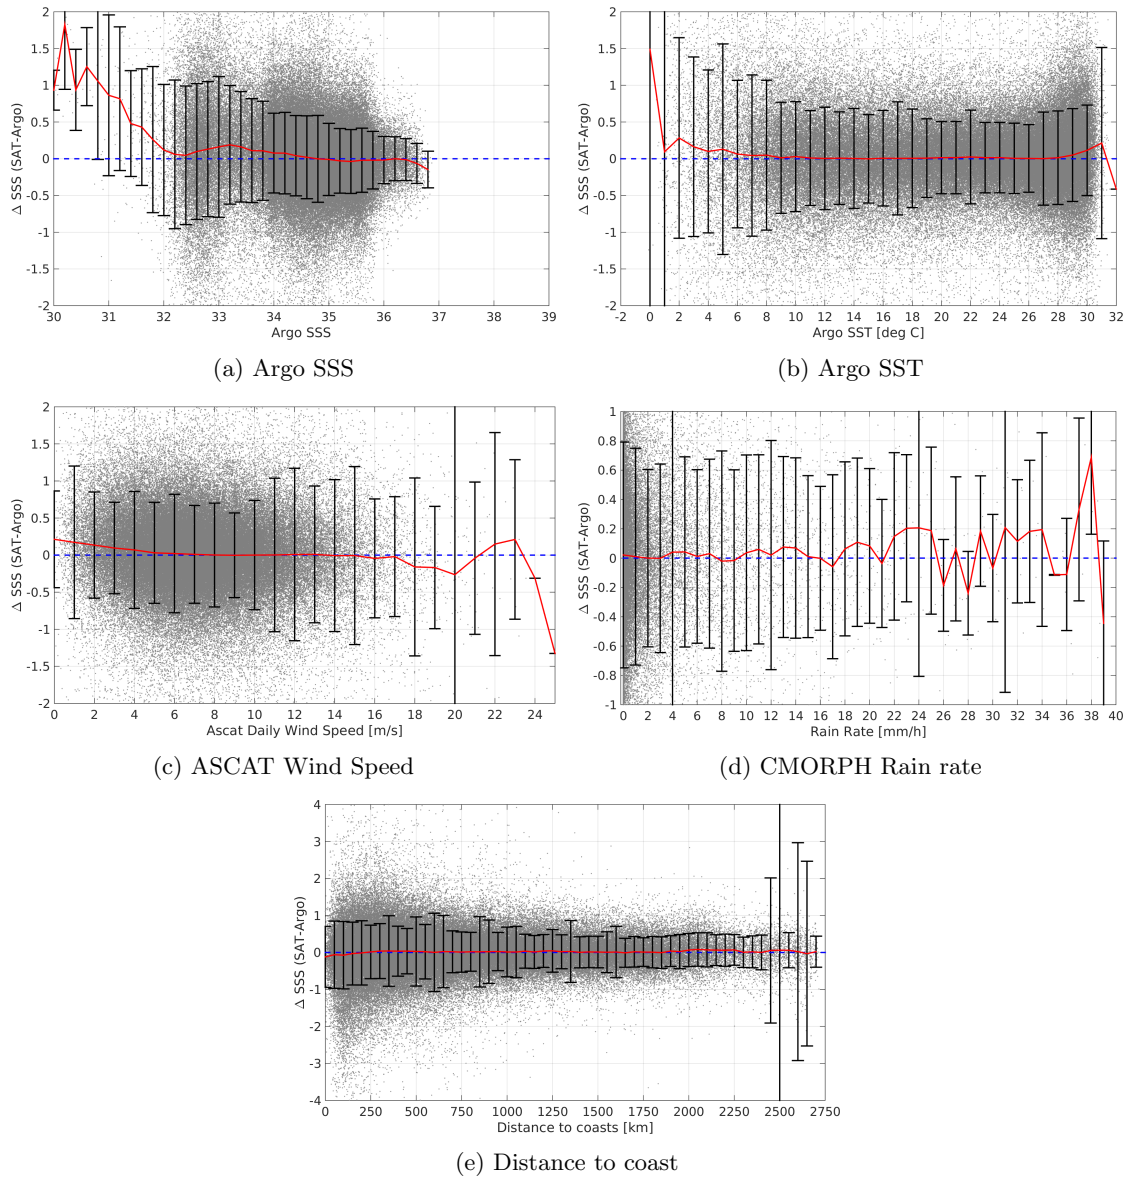 2
1.5
1
0.5
0
-0.5
-1
-1.5
-2
Δ SSS (SAT-Argo)
30 31 32 33 34 35 36 37 38 39
Argo SSS
(a) Argo SSS
2
1.5
1
0.5
0
-0.5
-1
-1.5
-2
Δ SSS (SAT-Argo)
-2 0 2 4 6 8 10 12 14 16 18 20 22 24 26 28 30 32
Argo SST [deg C]
(b) Argo SST
2
1.5
1
0.5
0
-0.5
-1
-1.5
-2
Δ SSS (SAT-Argo)
0 2 4 6 8 10 12 14 16 18 20 22 24
Ascat Daily Wind Speed [m/s]
(c) ASCAT Wind Speed
1
0.8
0.6
0.4
0.2
0
-0.2
-0.4
-0.6
-0.8
-1
Δ SSS (SAT-Argo)
0 2 4 6 8 10 12 14 16 18 20 22 24 26 28 30 32 34 36 38 40
Rain Rate [mm/h]
(d) CMORPH Rain rate
4
3
2
1
0
-1
-2
-3
-4
Δ SSS (SAT-Argo)
0 250 500 750 1000 1250 1500 1750 2000 2250 2500 2750
Distance to coasts [km]
(e) Distance to coast